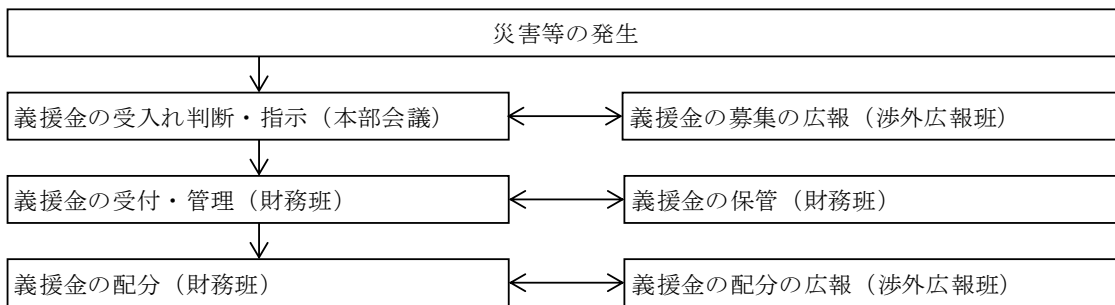 災害等の発生
義援金の受入れ判断・指示（本部会議）
義援金の募集の広報（渉外広報班）
義援金の受付・管理（財務班）
義援金の保管（財務班）
義援金の配分（財務班）
義援金の配分の広報（渉外広報班）